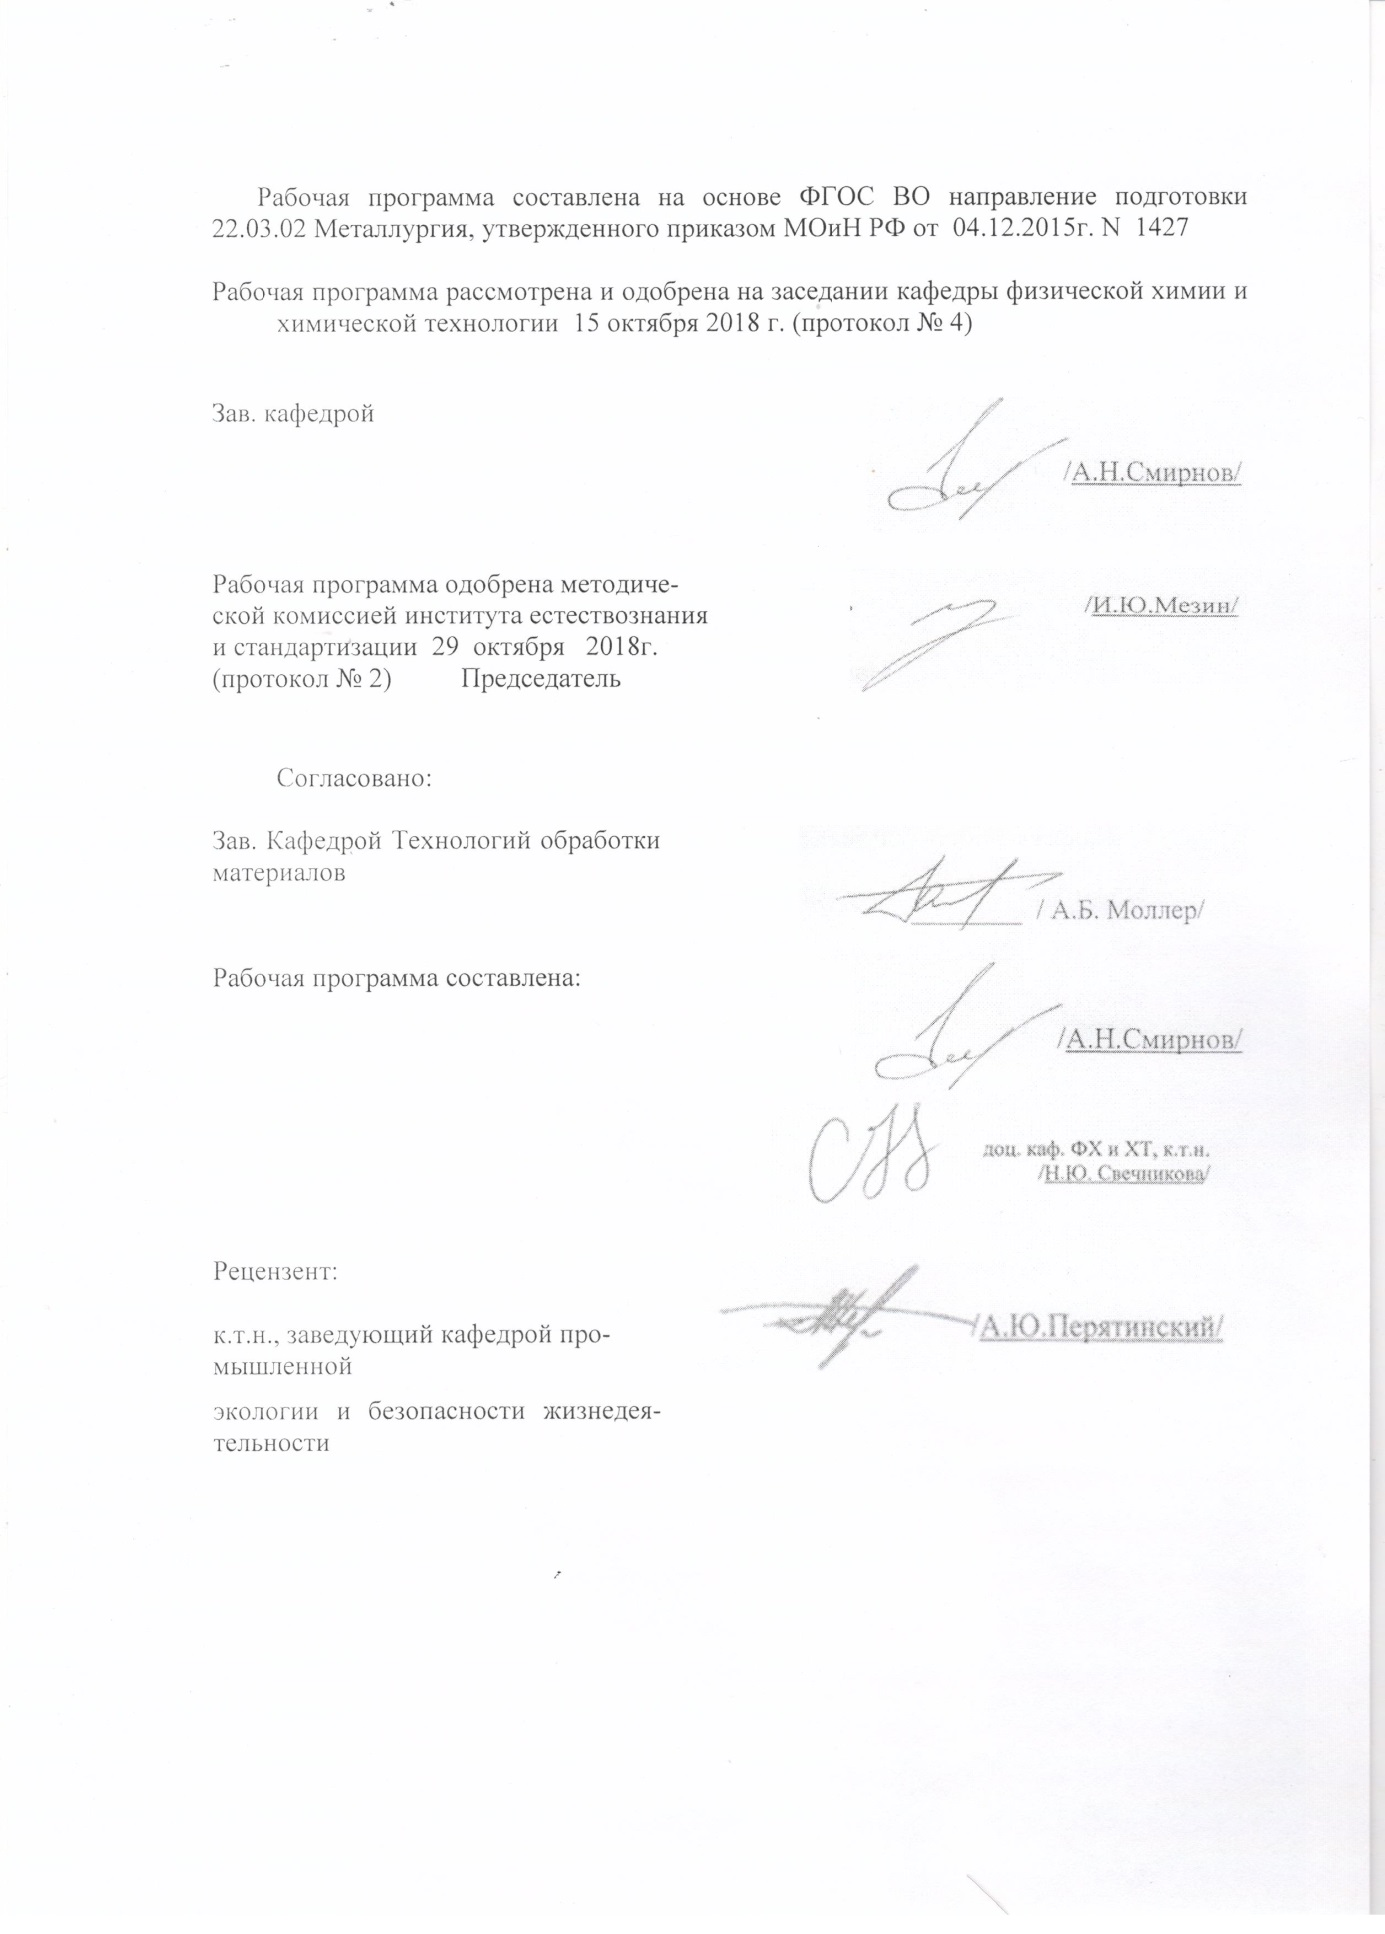 Рабочая программа составлена на основе ФГОС ВО направление подготовки
22.03.02 Металлургия, утвержденного приказом МОиН РФ от 04.12.2015г. N 1427
Рабочая программа рассмотрена и одобрена на заседании кафедры физической химии и
химической технологии 15 октября 2018 г. (протокол № 4)
Зав. кафедрой
/А.Н.Смирнов/
Рабочая программа одобрена методиче-
ской комиссией института естествознания
и стандартизации 29 октября 2018г.
(протокол № 2) Председатель
/И.Ю.Мезин/
Согласовано:
Зав. Кафедрой Технологий обработки
материалов
/ А.Б. Моллер/
Рабочая программа составлена:
/А.Н.Смирнов/
доц. каф. ФХ и ХТ, к.т.н.
/Н.Ю. Свечникова/
Рецензент:
к.т.н., заведующий кафедрой про-
мышленной
/А.Ю.Перятинский/
экологии и безопасности жизнедея-
тельности